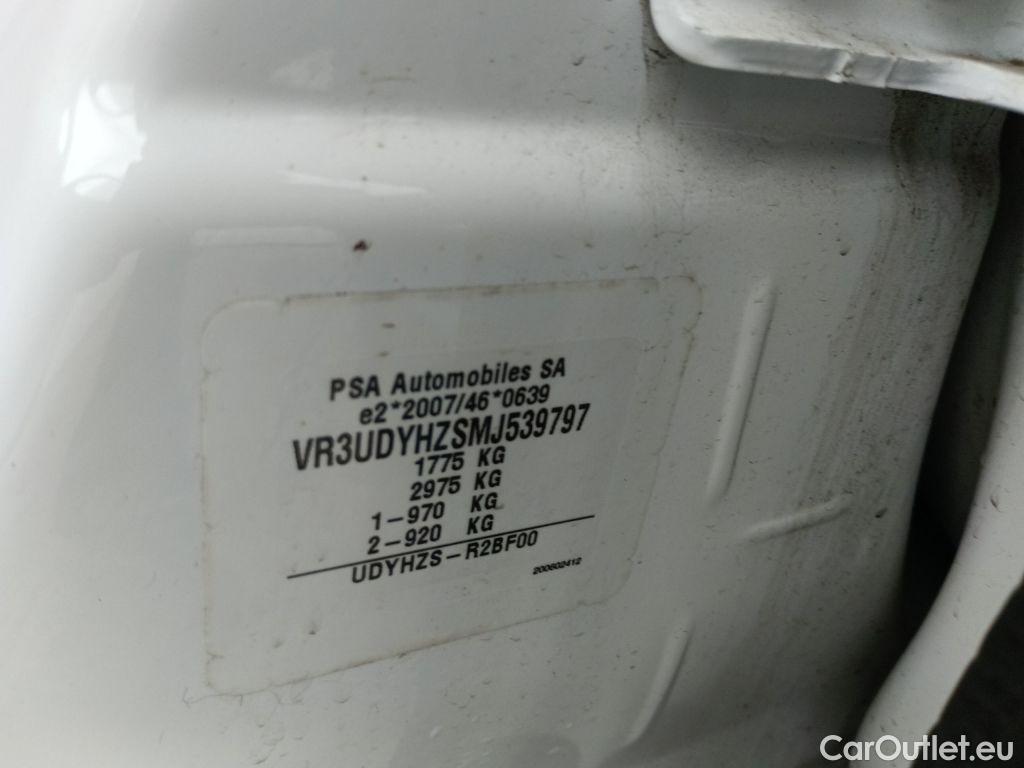 PSA Automobiles SA
e2*2007/46*0639
VR3UDYHZSMJ539797
1775 KG
2975 KG
1-970 KG
2-920 KG
UDYHZS-R2BF00
200602412
CarOutlet.eu